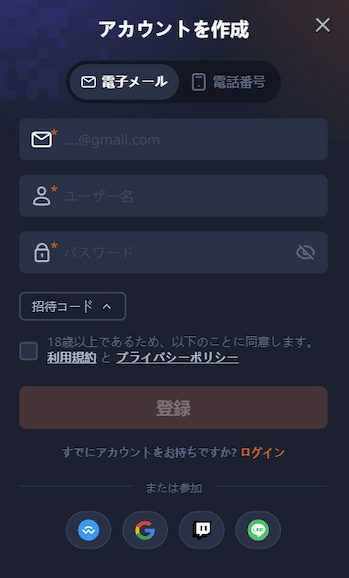 アカウントを作成
電子メール
電話番号
....@gmail.com
ユーザー名
パスワード
招待コード
18歳以上であるため、以下のことに同意します。
利用規約 と プライバシーポリシー
登録
すでにアカウントをお持ちですか? ログイン
または参加
LINE